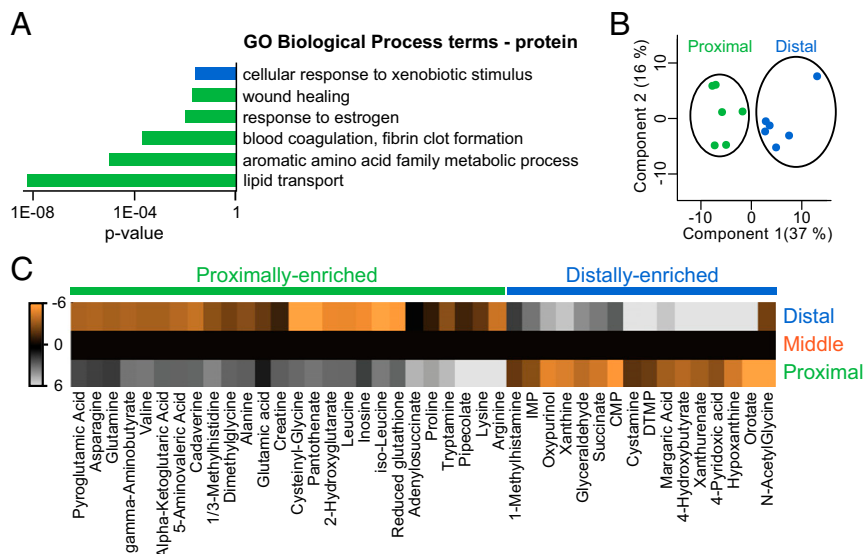 A
GO Biological Process terms - protein
cellular response to xenobiotic stimulus
wound healing
response to estrogen
blood coagulation, fibrin clot formation
aromatic amino acid family metabolic process
lipid transport
1E-08 1E-04 1
p-value
B
Proximal Distal
Component 2 (16 %)
10
0
-10
-10 0 10
Component 1(37 %)
C
Proximally-enriched Distally-enriched
-6
0
6
Distal
Middle
Proximal
Pyroglutamic Acid
Asparagine
Glutamine
gamma-Aminobutyrate
Valine
Alpha-Ketoglutaric Acid
5-Aminovaleric Acid
Cadaverine
1/3-Methylhistidine
Dimethylglycine
Alanine
Glutamic acid
Creatine
Cysteinyl-Glycine
Pantothenate
2-Hydroxyglutarate
Leucine
Inosine
iso-Leucine
Reduced glutathione
Adenylosuccinate
Proline
Tryptamine
Pipecolate
Lysine
Arginine
1-Methylhistamine
IMP
Oxypurinol
Xanthine
Glyceraldehyde
Succinate
CMP
Cystamine
DTMP
Margaric Acid
4-Hydroxybutyrate
Xanthurenate
4-Pyridoxic acid
Hypoxanthine
Orotate
N-AcetylGlycine